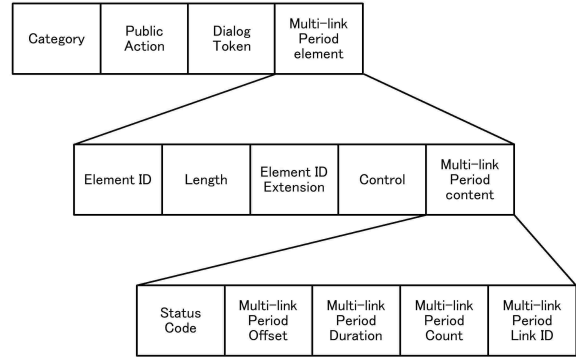 Category
Public
Action
Dialog
Token
Multi-link
Period
element
Element ID
Length
Element ID
Extension
Control
Multi-link
Period
content
Status
Code
Multi-link
Period
Offset
Multi-link
Period
Duration
Multi-link
Period
Count
Multi-link
Period
Link ID